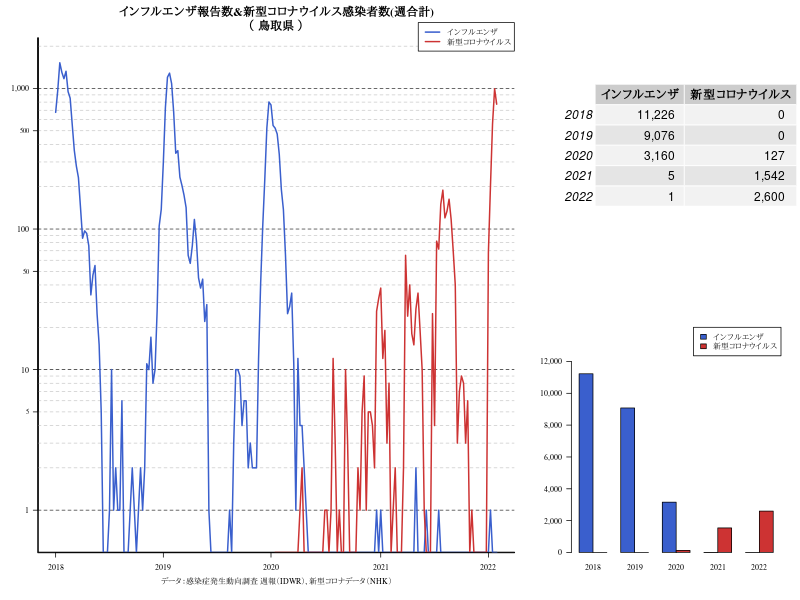 インフルエンザ報告数&新型コロナウイルス感染者数(週合計)
( 鳥取県 )
インフルエンザ
新型コロナウイルス
1,000
500
100
50
10
5
1
2018 2019 2020 2021 2022
データ:感染症発生動向調査 週報(IDWR)、新型コロナデータ(NHK)
インフルエンザ 新型コロナウイルス
2018 11,226 0
2019 9,076 0
2020 3,160 127
2021 5 1,542
2022 1 2,600
インフルエンザ
新型コロナウイルス
12,000
10,000
8,000
6,000
4,000
2,000
0
2018 2019 2020 2021 2022